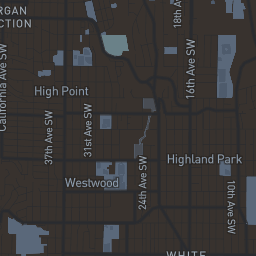 RGAN
CTION
18th Ave S
California Ave SW
High Point
16th Ave SW
37th Ave SW
31st Ave SW
Highland Park
24th Ave SW
Westwood
10th Ave SW
WHITE